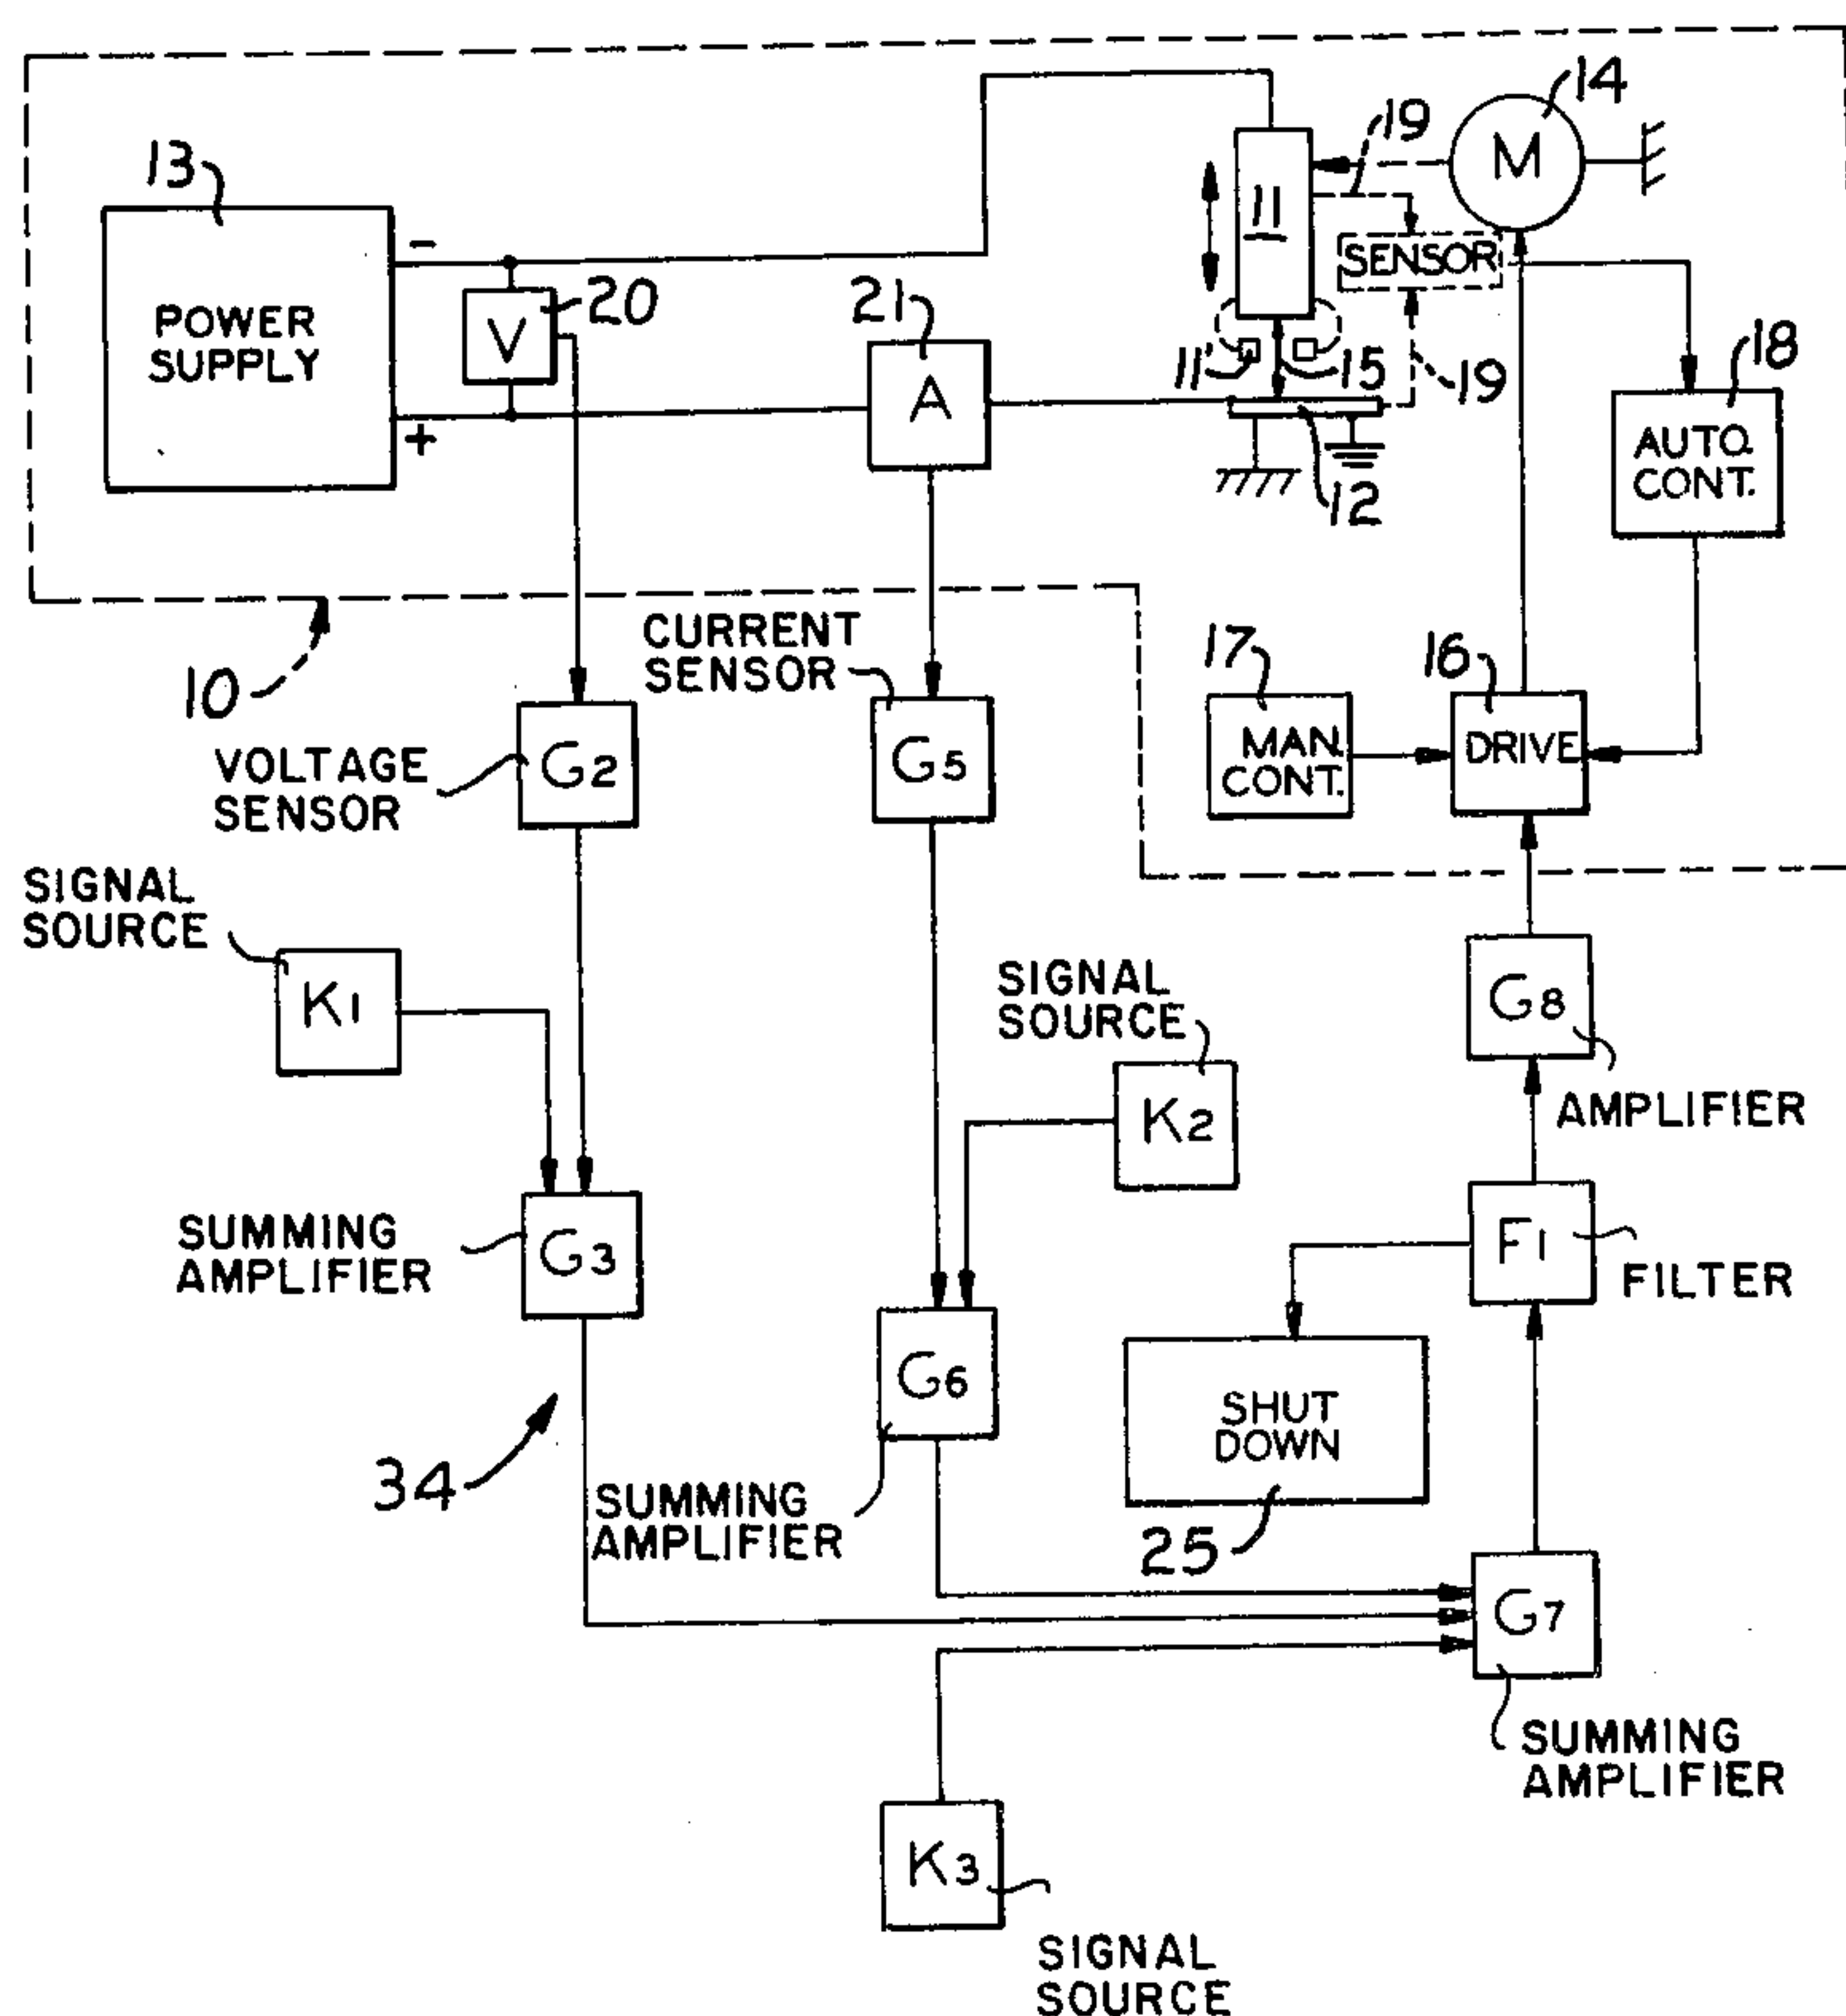 14
19
13
M
11
−
SENSOR
POWER
SUPPLY
20
V
21
18
11'
15
19
A
+
AUTO.
CONT.
12
CURRENT
SENSOR
10
17
16
G2
G5
MAN.
CONT.
DRIVE
VOLTAGE
SENSOR
SIGNAL
SOURCE
K1
SIGNAL
SOURCE
G8
K2
AMPLIFIER
SUMMING
AMPLIFIER
G3
F1
FILTER
G6
SHUT
DOWN
34
SUMMING
AMPLIFIER
25
G7
SUMMING
AMPLIFIER
K3
SIGNAL
SOURCE